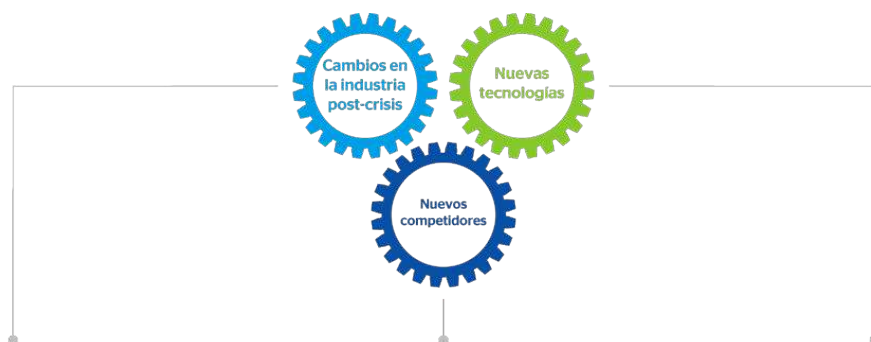 Cambios en
la industria
post-crisis
Nuevas
tecnologías
Nuevos
competidores